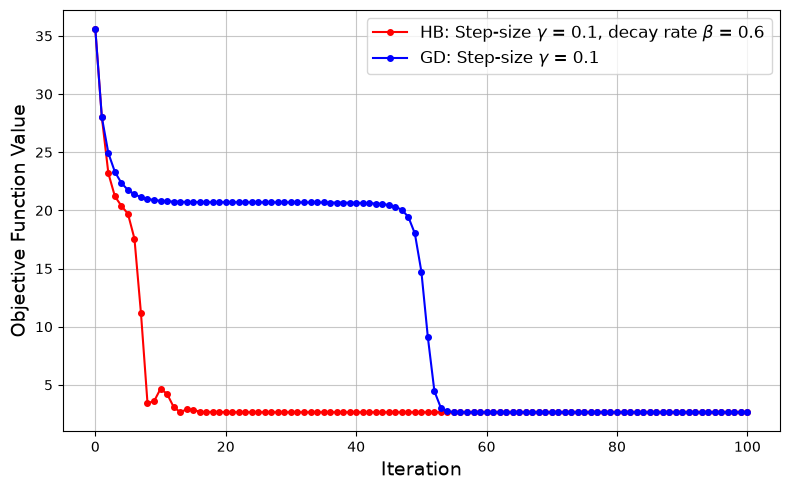 HB: Step-size γ = 0.1, decay rate β = 0.6
GD: Step-size γ = 0.1
Objective Function Value
35
30
25
20
15
10
5
0 20 40 60 80 100
Iteration